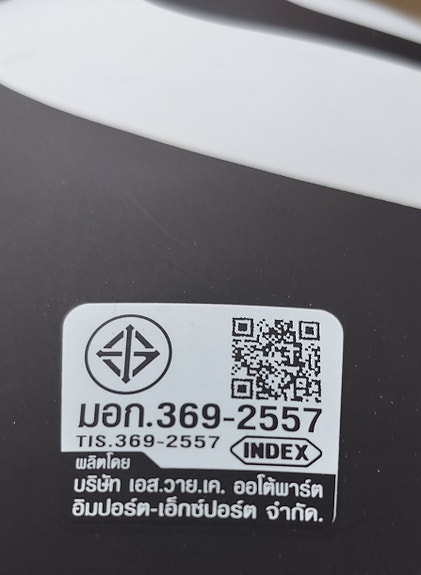 มอก.369-2557
TIS.369-2557
INDEX
ผลิตโดย
บริษัท เอส.วาย.เค. ออโต้พาร์ต
อิมปอร์ต-เอ็กซ์ปอร์ต จำกัด.